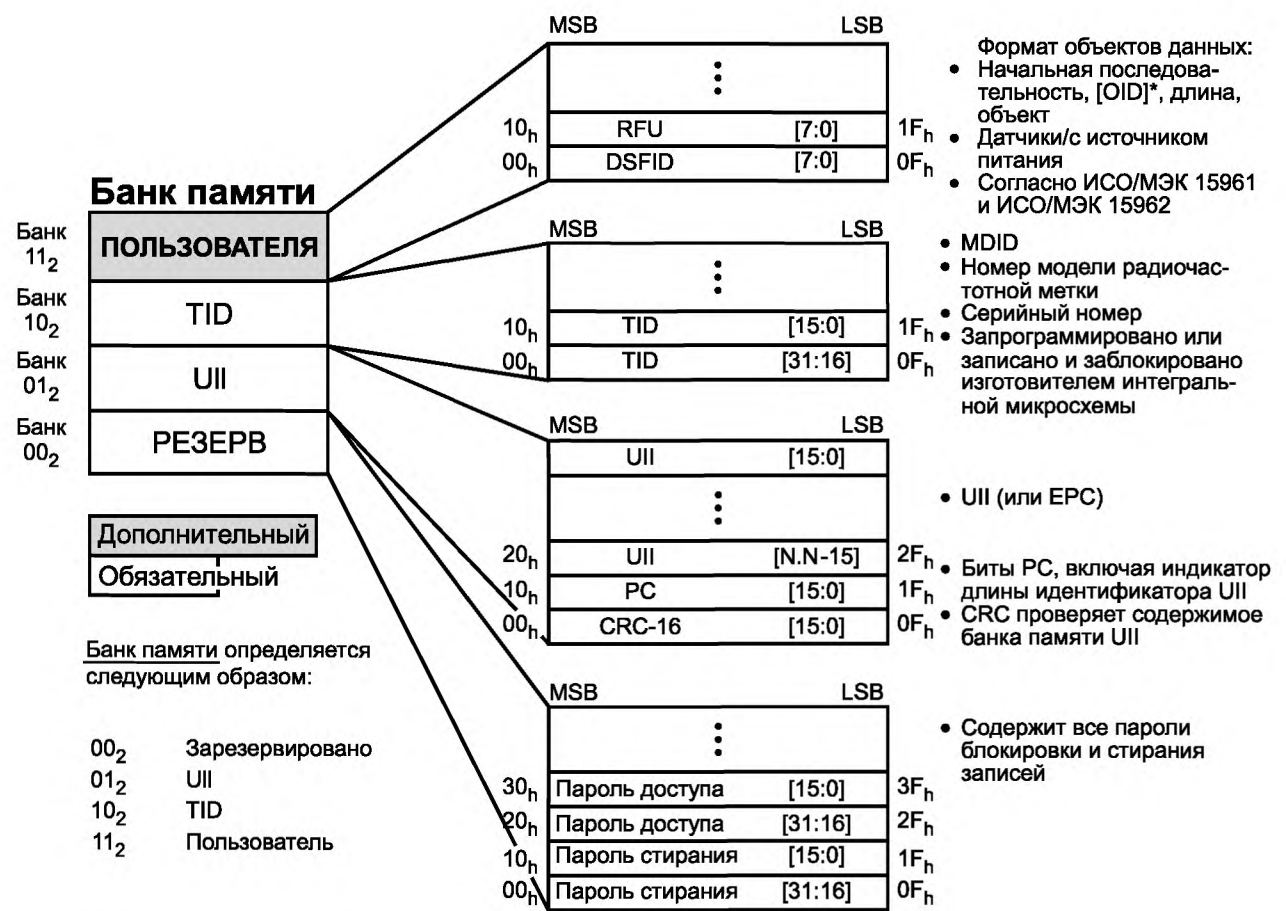 Банк памяти
Банк 11₂ ПОЛЬЗОВАТЕЛЯ
Банк 10₂ TID
Банк 01₂ UII
Банк 00₂ РЕЗЕРВ
Дополнительный
Обязательный
Банк памяти определяется
следующим образом:
00₂ Зарезервировано
01₂ UII
10₂ TID
11₂ Пользователь
MSB LSB
⋮
10h RFU [7:0] 1Fh
00h DSFID [7:0] 0Fh
Формат объектов данных:
• Начальная последова-
тельность, [OID]*, длина,
объект
• Датчики/с источником
питания
• Согласно ИСО/МЭК 15961
и ИСО/МЭК 15962
MSB LSB
⋮
10h TID [15:0] 1Fh
00h TID [31:16] 0Fh
• MDID
• Номер модели радиочас-
тотной метки
• Серийный номер
• Запрограммировано или
записано и заблокировано
изготовителем интеграль-
ной микросхемы
MSB LSB
UII [15:0]
⋮
20h UII [N.N-15] 2Fh
10h PC [15:0] 1Fh
00h CRC-16 [15:0] 0Fh
• UII (или EPC)
• Биты PC, включая индикатор
длины идентификатора UII
• CRC проверяет содержимое
банка памяти UII
MSB LSB
⋮
30h Пароль доступа [15:0] 3Fh
20h Пароль доступа [31:16] 2Fh
10h Пароль стирания [15:0] 1Fh
00h Пароль стирания [31:16] 0Fh
• Содержит все пароли
блокировки и стирания
записей